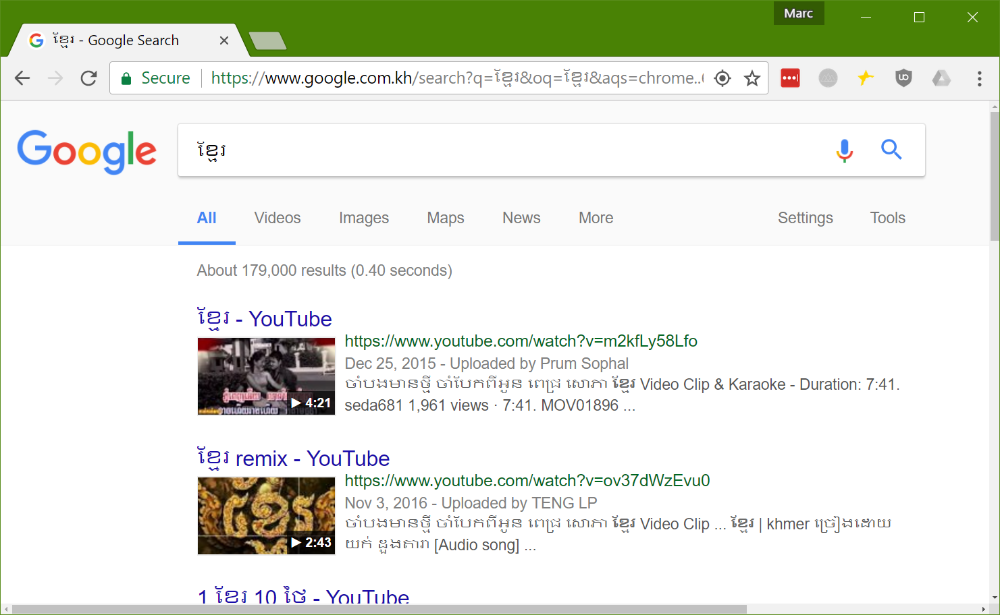 Marc
ខ្មែរ - Google Search
Secure https://www.google.com.kh/search?q=ខ្មែរ&oq=ខ្មែរ&aqs=chrome..
Google
ខ្មែរ
All Videos Images Maps News More Settings Tools
About 179,000 results (0.40 seconds)
ខ្មែរ - YouTube
https://www.youtube.com/watch?v=m2kfLy58Lfo
Dec 25, 2015 - Uploaded by Prum Sophal
ចាំបងមានថ្មី ចាំបែកពីអូន ពេជ្រ សោភា ខ្មែរ Video Clip & Karaoke - Duration: 7:41.
seda681 1,961 views · 7:41. MOV01896 ...
4:21
ខ្មែរ remix - YouTube
https://www.youtube.com/watch?v=ov37dWzEvu0
Nov 3, 2016 - Uploaded by TENG LP
ចាំបងមានថ្មី ចាំបែកពីអូន ពេជ្រ សោភា ខ្មែរ Video Clip ... ខ្មែរ | khmer ច្រៀងដោយ
យក់ ដួងតារា [Audio song] ...
ខ្មែរ
2:43
1 ខ្មែរ 10 ថៃ - YouTube